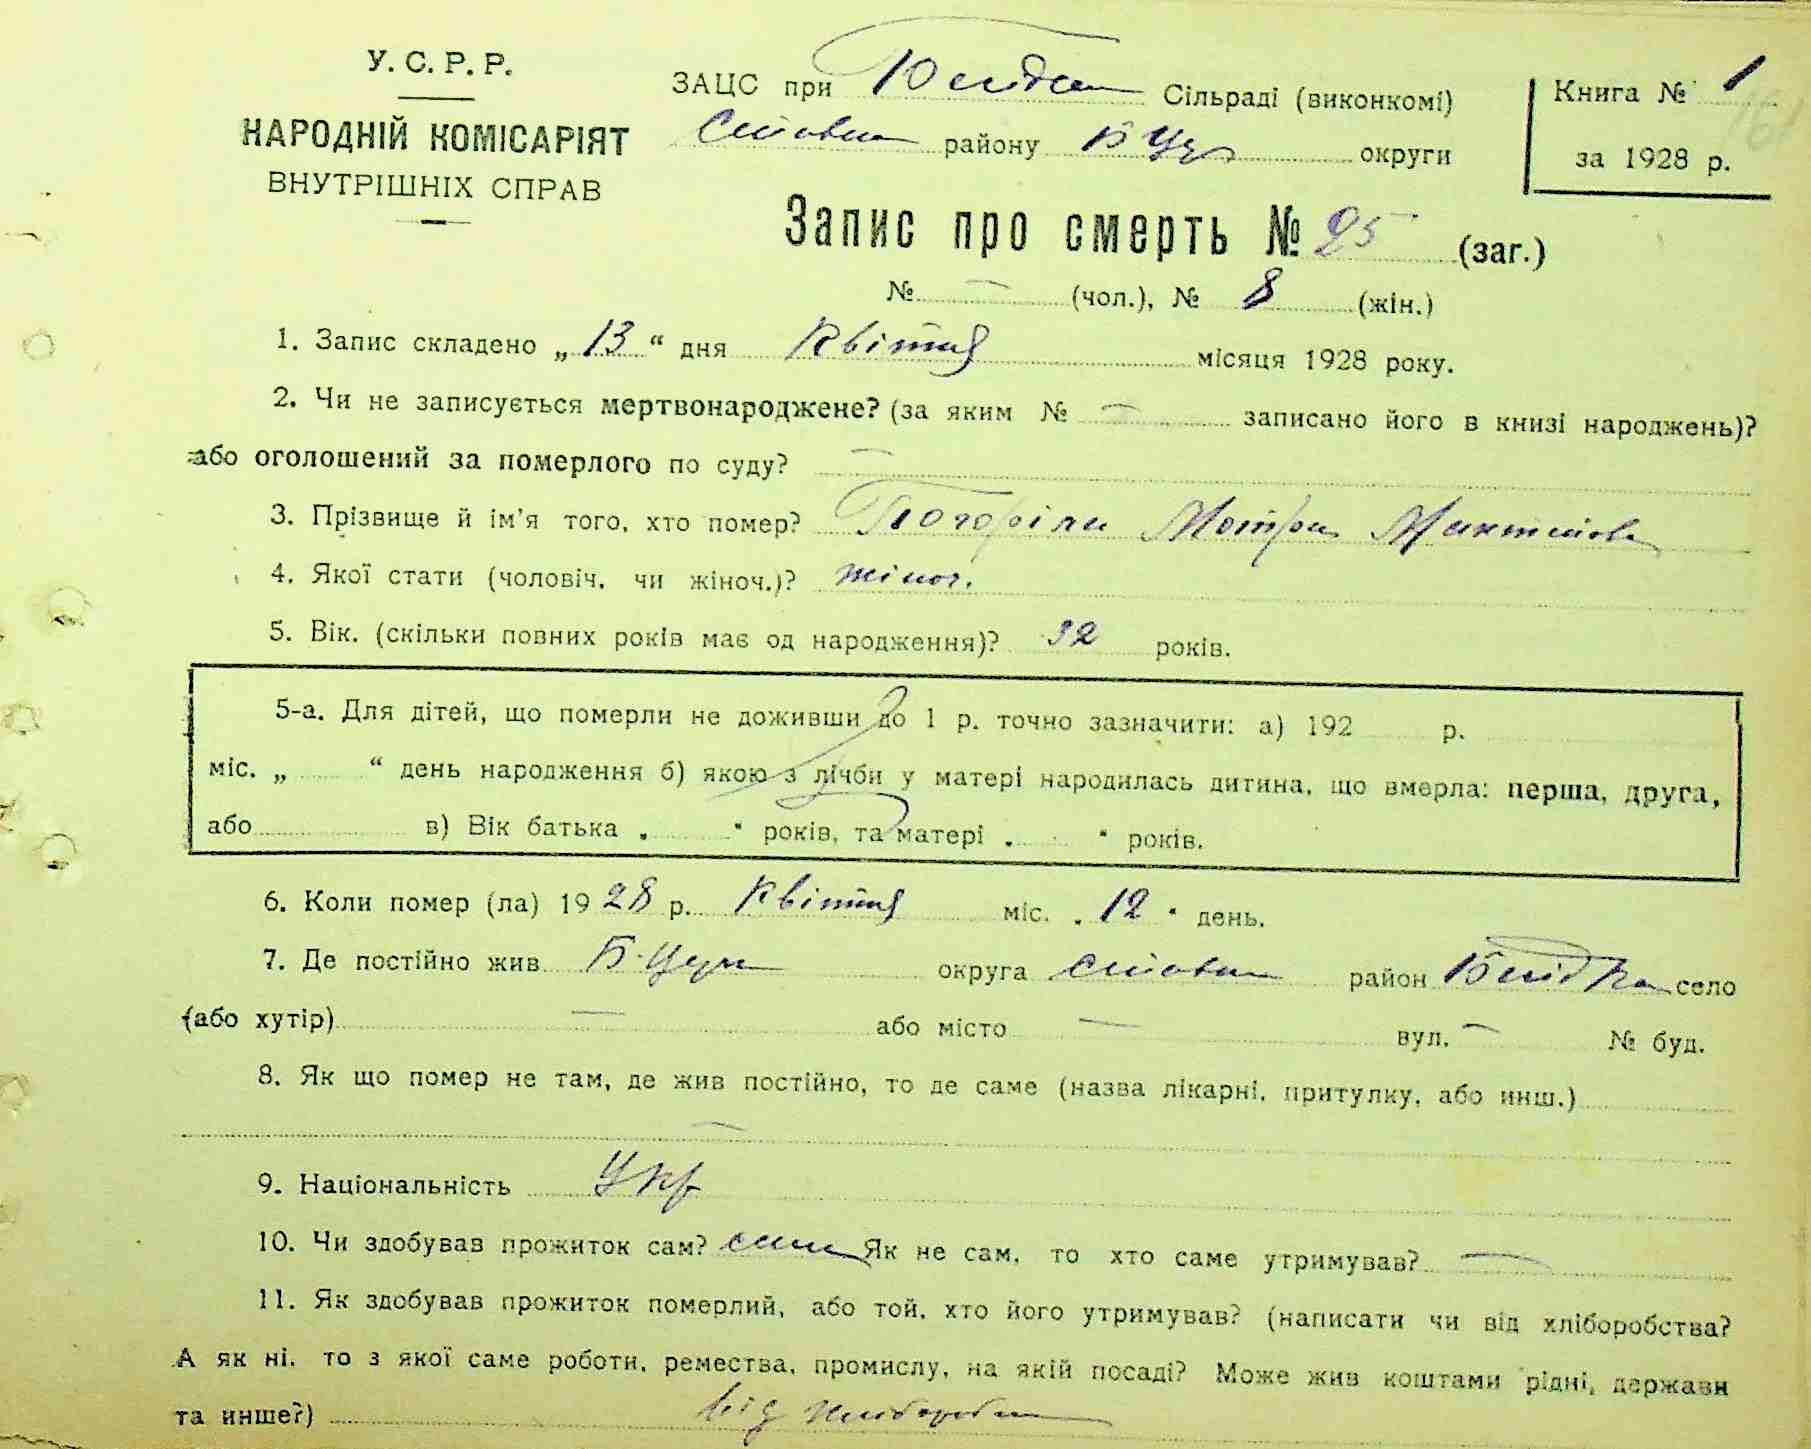 У. С. Р. Р.
НАРОДНІЙ КОМІСАРІЯТ
ВНУТРІШНІХ СПРАВ
ЗАЦС при Сільраді (виконкомі)
району Б Цер округи
Книга № 1
за 1928 р.
Запис про смерть № 25 (заг.)
№ — (чол.), № 8 (жін.)
1. Запис складено „ 13 “ дня Квітня місяця 1928 року.
2. Чи не записується мертвонароджене? (за яким № — записано його в книзі народжень)?
або оголошений за померлого по суду? —
3. Прізвище й ім'я того, хто помер? Погоріла Мотря
4. Якої стати (чоловіч. чи жіноч.)? жіноч.
5. Вік. (скільки повних років має од народження)? 32 років.
5-а. Для дітей, що померли не доживши до 1 р. точно зазначити: а) 192 р.
міс. „ “ день народження б) якою з лічби у матері народилась дитина, що вмерла: перша, друга,
або в) Вік батька „ “ років, та матері „ “ років.
6. Коли помер (ла) 1928 р. Квітня міс. „ 12 “ день.
7. Де постійно жив Б-Церк округа район село
(або хутір) — або місто — вул. — № буд.
8. Як що помер не там, де жив постійно, то де саме (назва лікарні, притулку, або инш.)
—
9. Національність Укр
10. Чи здобував прожиток сам? сама Як не сам, то хто саме утримував? —
11. Як здобував прожиток померлий, або той, хто його утримував? (написати чи від хліборобства?
А як ні, то з якої саме роботи, ремества, промислу, на якій посаді? Може жив коштами рідні, держави
та инше?) від хліборобства